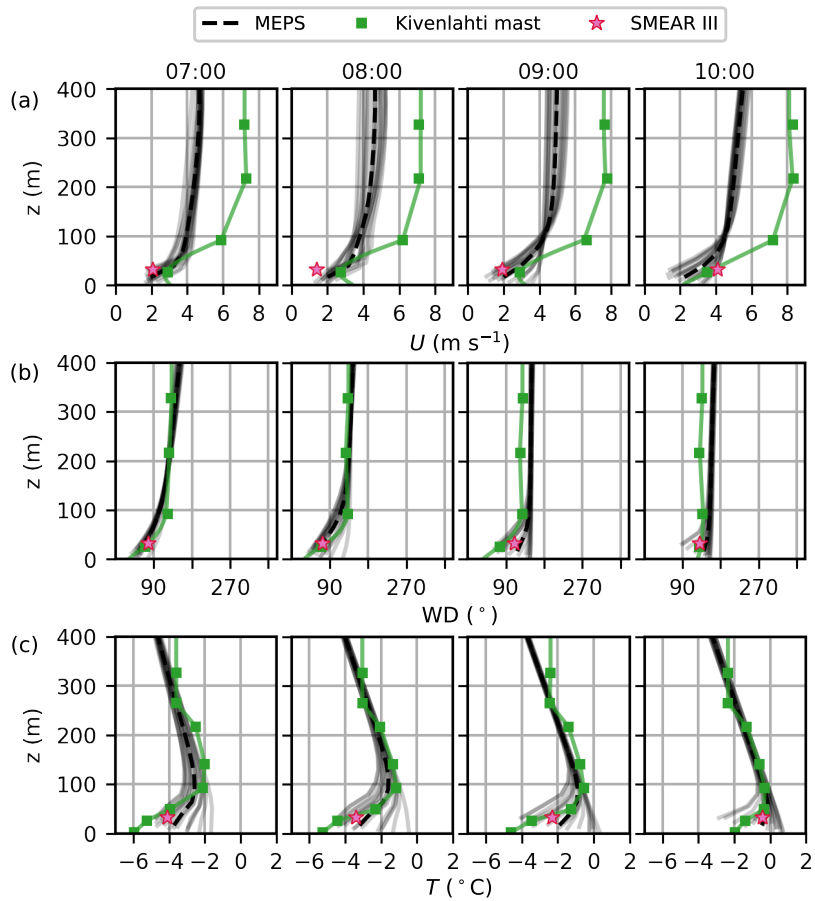 MEPS Kivenlahti mast SMEAR III
07:00 08:00 09:00 10:00
(a)
400
300
200
100
0
z (m)
0 2 4 6 8 0 2 4 6 8 0 2 4 6 8 0 2 4 6 8
U (m s⁻¹)
(b)
400
300
200
100
0
z (m)
90 270 90 270 90 270 90 270
WD (°)
(c)
400
300
200
100
0
z (m)
−6 −4 −2 0 2 −6 −4 −2 0 2 −6 −4 −2 0 2 −6 −4 −2 0 2
T (°C)